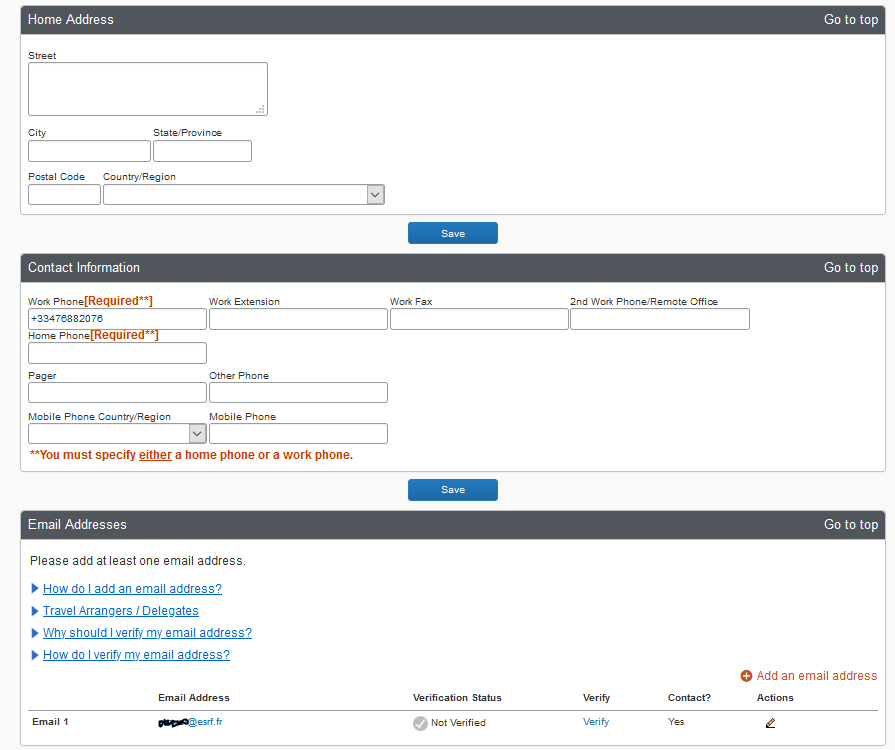 Home Address Go to top
Street
City State/Province
Postal Code Country/Region
Save
Contact Information Go to top
Work Phone[Required**] Work Extension Work Fax 2nd Work Phone/Remote Office
+33476882076
Home Phone[Required**]
Pager Other Phone
Mobile Phone Country/Region Mobile Phone
**You must specify either a home phone or a work phone.
Save
Email Addresses Go to top
Please add at least one email address.
How do I add an email address?
Travel Arrangers / Delegates
Why should I verify my email address?
How do I verify my email address?
Add an email address
Email Address Verification Status Verify Contact? Actions
Email 1 @esrf.fr Not Verified Verify Yes